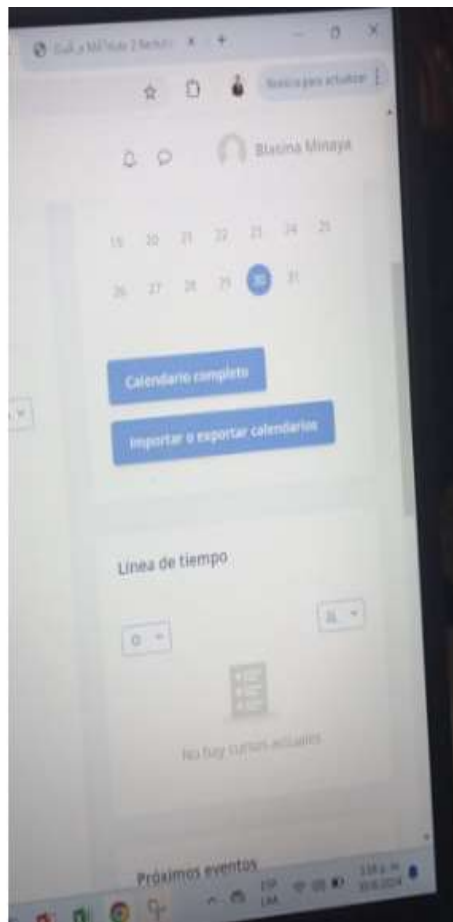 Blasina Minaya
19 20 21 22 23 24 25
26 27 28 29 30 31
Calendario completo
Importar o exportar calendarios
Línea de tiempo
No hay cursos actuales
Próximos eventos
ESP
LAA